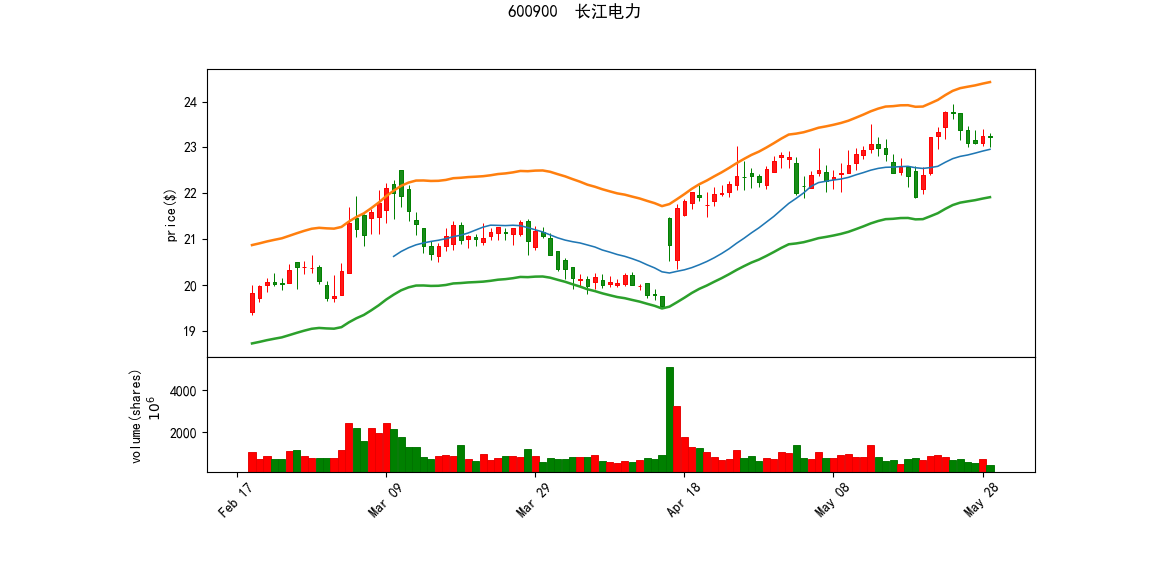 600900 长江电力
price($)
24
23
22
21
20
19
volume(shares)
10^6
4000
2000
Feb 17
Mar 09
Mar 29
Apr 18
May 08
May 28